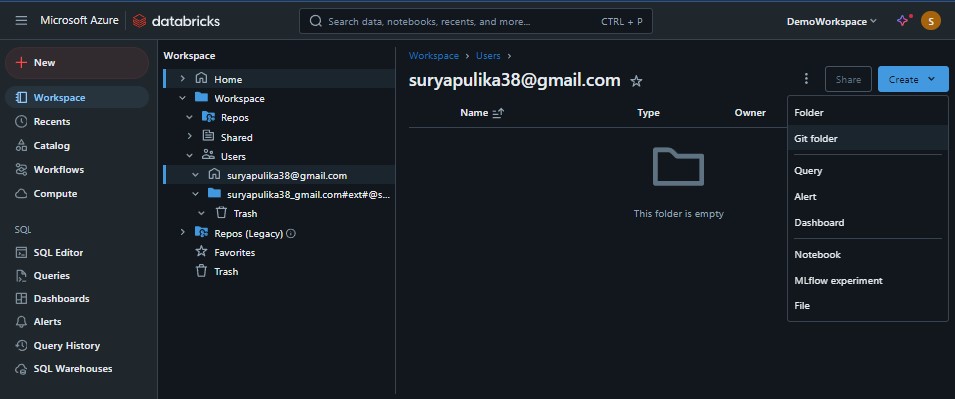 Microsoft Azure databricks Search data, notebooks, recents, and more... CTRL + P DemoWorkspace S
New
Workspace
Recents
Catalog
Workflows
Compute
SQL
SQL Editor
Queries
Dashboards
Alerts
Query History
SQL Warehouses
Workspace
Home
Workspace
Repos
Shared
Users
suryapulika38@gmail.com
suryapulika38_gmail.com#ext#@s...
Trash
Repos (Legacy)
Favorites
Trash
Workspace > Users >
suryapulika38@gmail.com
Share Create
Name Type Owner
This folder is empty
Folder
Git folder
Query
Alert
Dashboard
Notebook
MLflow experiment
File